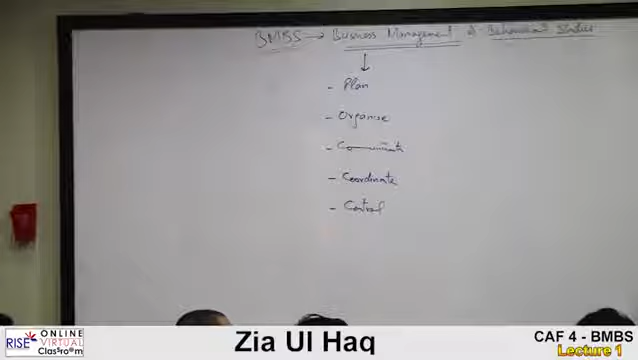 BMBS → Business Management & Behavioral Studies
↓
- Plan
- Organise
- Communicate
- Coordinate
- Control
RISE ONLINE VIRTUAL Classroom
Zia Ul Haq
CAF 4 - BMBS
Lecture 1